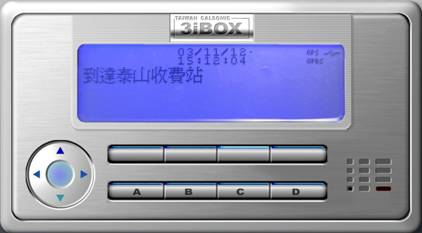 TAIWAN CALSONIC
3iBOX
03/11/12
GPS
15:12:04
GPRS
到達泰山收費站
A B C D